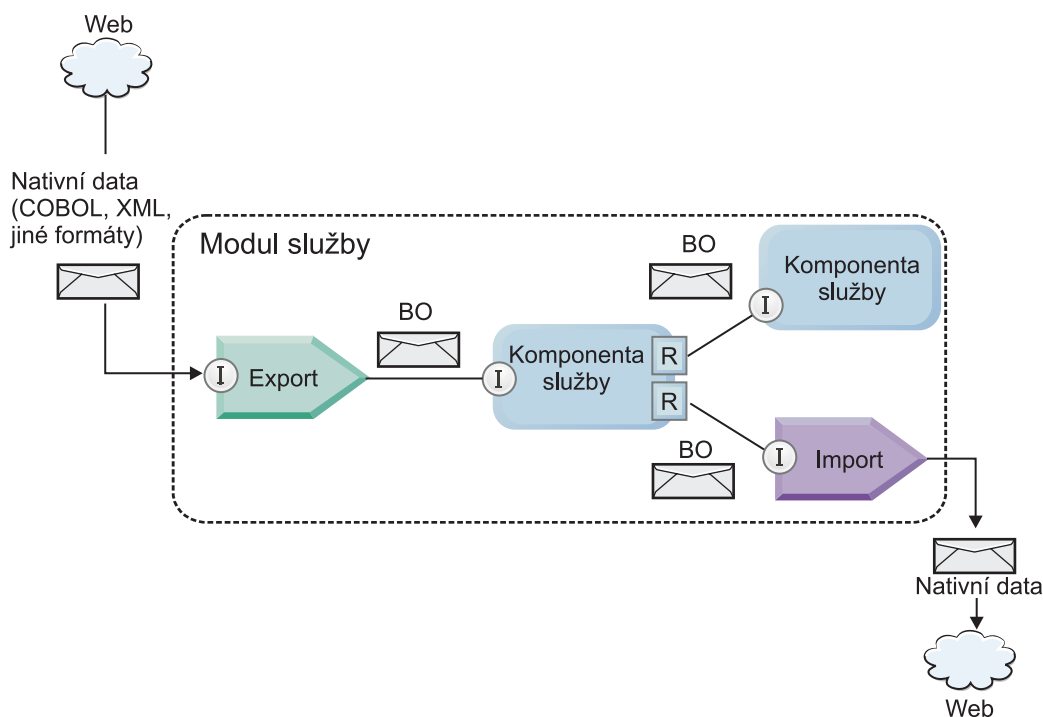 Web
Nativní data
(COBOL, XML,
jiné formáty)
Modul služby
I
Export
BO
I
Komponenta
služby
R
R
BO
I
Komponenta
služby
BO
I
Import
Nativní data
Web